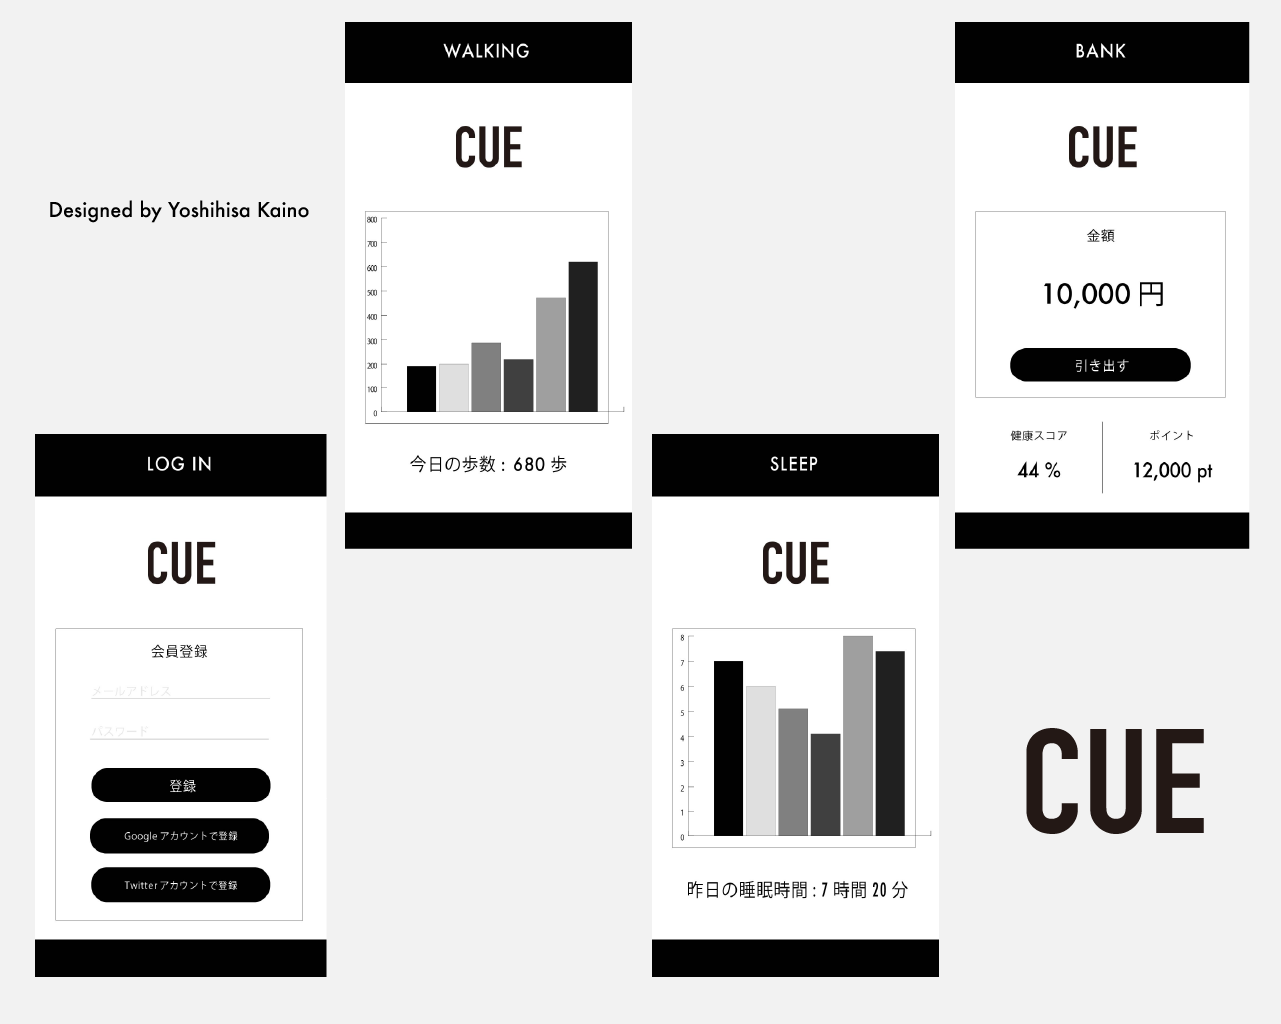 Designed by Yoshihisa Kaino
WALKING
CUE
800
700
600
500
400
300
200
100
0
今日の歩数 : 680 歩
BANK
CUE
金額
10,000 円
引き出す
健康スコア
44 %
ポイント
12,000 pt
LOG IN
CUE
会員登録
メールアドレス
パスワード
登録
Google アカウントで登録
Twitter アカウントで登録
SLEEP
CUE
8
7
6
5
4
3
2
1
0
昨日の睡眠時間 : 7 時間 20 分
CUE